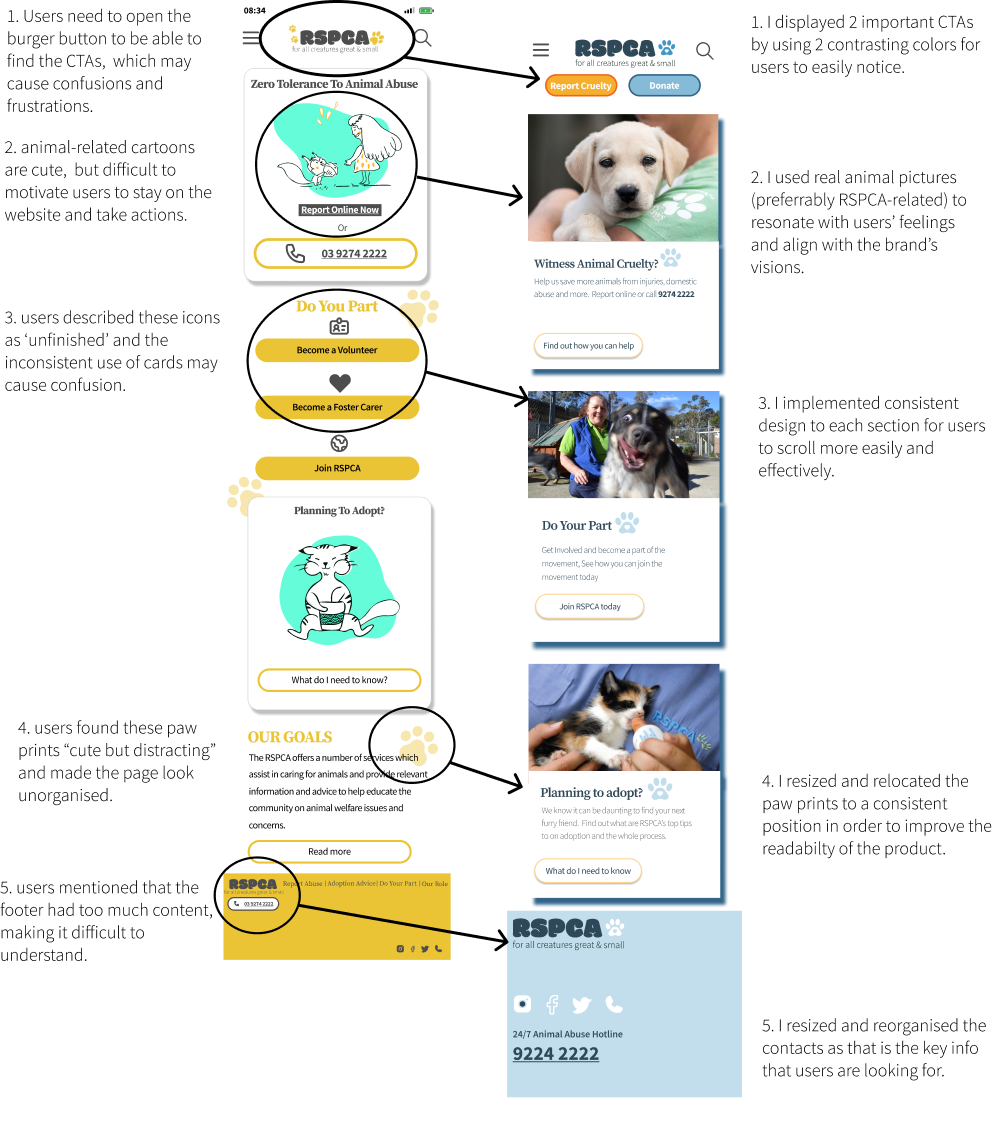 1. Users need to open the
burger button to be able to
find the CTAs, which may
cause confusions and
frustrations.
2. animal-related cartoons
are cute, but difficult to
motivate users to stay on the
website and take actions.
3. users described these icons
as ‘unfinished’ and the
inconsistent use of cards may
cause confusion.
4. users found these paw
prints “cute but distracting”
and made the page look
unorganised.
5. users mentioned that the
footer had too much content,
making it difficult to
understand.
08:34
RSPCA
for all creatures great & small
Zero Tolerance To Animal Abuse
Report Online Now
Or
03 9274 2222
Do You Part
Become a Volunteer
Become a Foster Carer
Join RSPCA
Planning To Adopt?
What do I need to know?
OUR GOALS
The RSPCA offers a number of services which
assist in caring for animals and provide relevant
information and advice to help educate the
community on animal welfare issues and
concerns.
Read more
RSPCA
for all creatures great & small
Report Abuse | Adoption Advice| Do Your Part | Our Role
03 9274 2222
RSPCA
for all creatures great & small
Report Cruelty
Donate
Witness Animal Cruelty?
Help us save more animals from injuries, domestic
abuse and more. Report online or call 9274 2222
Find out how you can help
Do Your Part
Get Involved and become a part of the
movement, See how you can join the
movement today
Join RSPCA today
RSPCA
Planning to adopt?
We know it can be daunting to find your next
furry friend. Find out what are RSPCA's top tips
to on adoption and the whole process.
What do I need to know
RSPCA
for all creatures great & small
24/7 Animal Abuse Hotline
9224 2222
1. I displayed 2 important CTAs
by using 2 contrasting colors for
users to easily notice.
2. I used real animal pictures
(preferrably RSPCA-related) to
resonate with users’ feelings
and align with the brand’s
visions.
3. I implemented consistent
design to each section for users
to scroll more easily and
effectively.
4. I resized and relocated the
paw prints to a consistent
position in order to improve the
readabilty of the product.
5. I resized and reorganised the
contacts as that is the key info
that users are looking for.